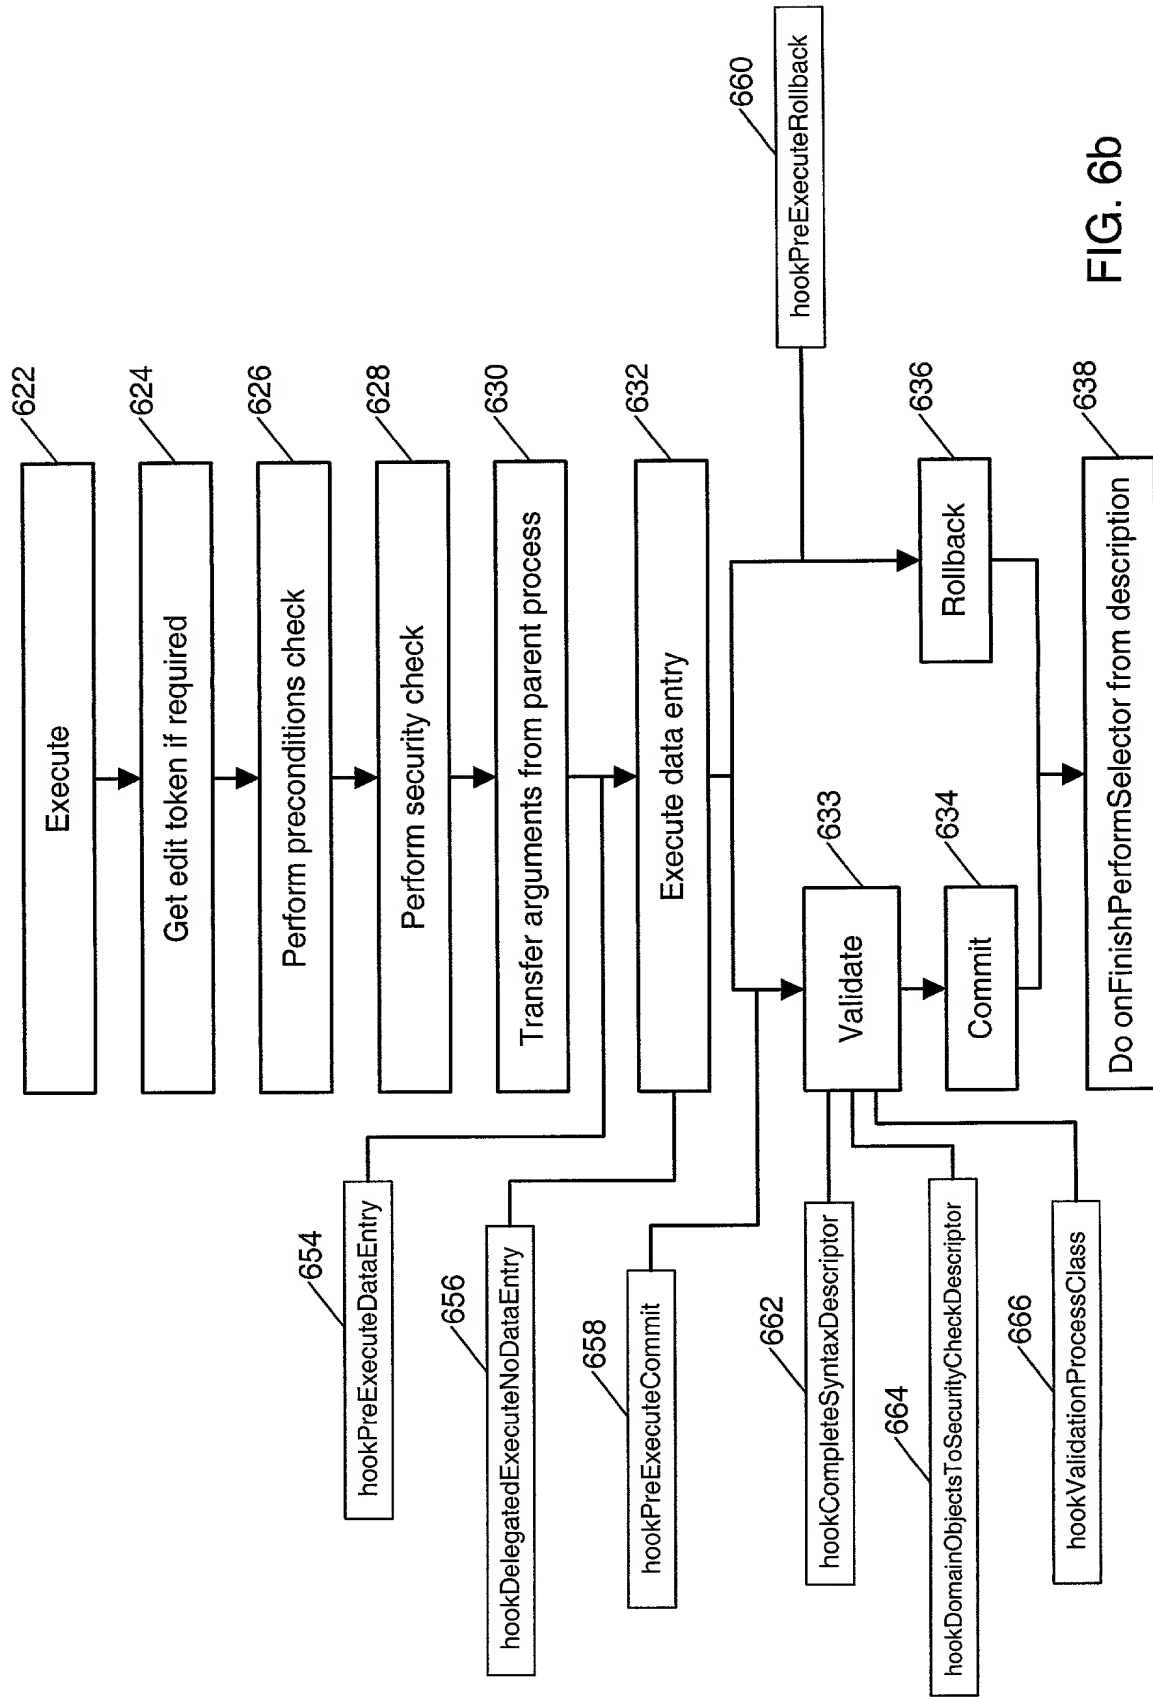 622
Execute
624
Get edit token if required
626
Perform preconditions check
628
Perform security check
630
Transfer arguments from parent process
654
hookPreExecuteDataEntry
632
Execute data entry
656
hookDelegatedExecuteNoDataEntry
658
hookPreExecuteCommit
660
hookPreExecuteRollback
633
Validate
662
hookCompleteSyntaxDescriptor
664
hookDomainObjectsToSecurityCheckDescriptor
666
hookValidationProcessClass
634
Commit
636
Rollback
638
Do onFinishPerformSelector from description
FIG. 6b